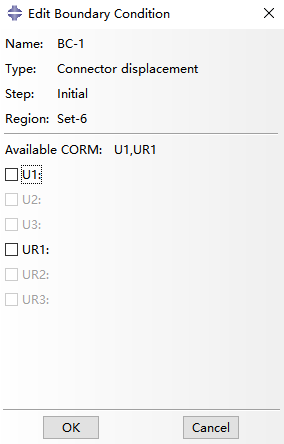 Edit Boundary Condition
Name: BC-1
Type: Connector displacement
Step: Initial
Region: Set-6
Available CORM: U1,UR1
U1:
U2:
U3:
UR1:
UR2:
UR3:
OK Cancel